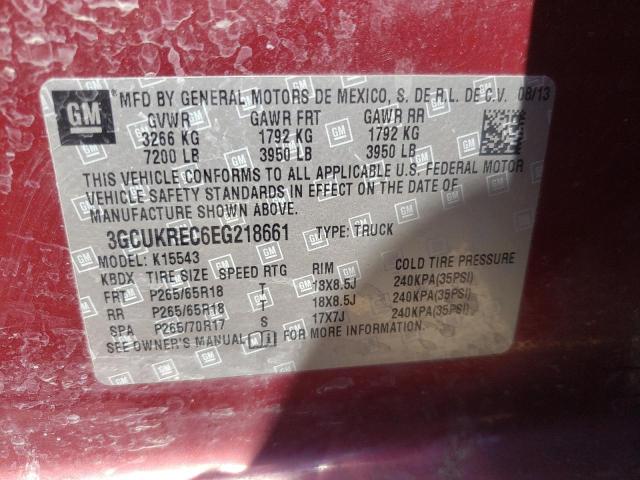 GM *MFD BY GENERAL MOTORS DE MEXICO, S. DE R.L. DE C.V. 08/13
GVWR GAWR FRT GAWR RR
3266 KG 1792 KG 1792 KG
7200 LB 3950 LB 3950 LB
THIS VEHICLE CONFORMS TO ALL APPLICABLE U.S. FEDERAL MOTOR
VEHICLE SAFETY STANDARDS IN EFFECT ON THE DATE OF
MANUFACTURE SHOWN ABOVE.
3GCUKREC6EG218661 TYPE: TRUCK
MODEL: K15543
KBDX TIRE SIZE SPEED RTG RIM COLD TIRE PRESSURE
FRT P265/65R18 T 18X8.5J 240KPA(35PSI)
RR P265/65R18 T 18X8.5J 240KPA(35PSI)
SPA P265/70R17 S 17X7J 240KPA(35PSI)
SEE OWNER'S MANUAL FOR MORE INFORMATION.